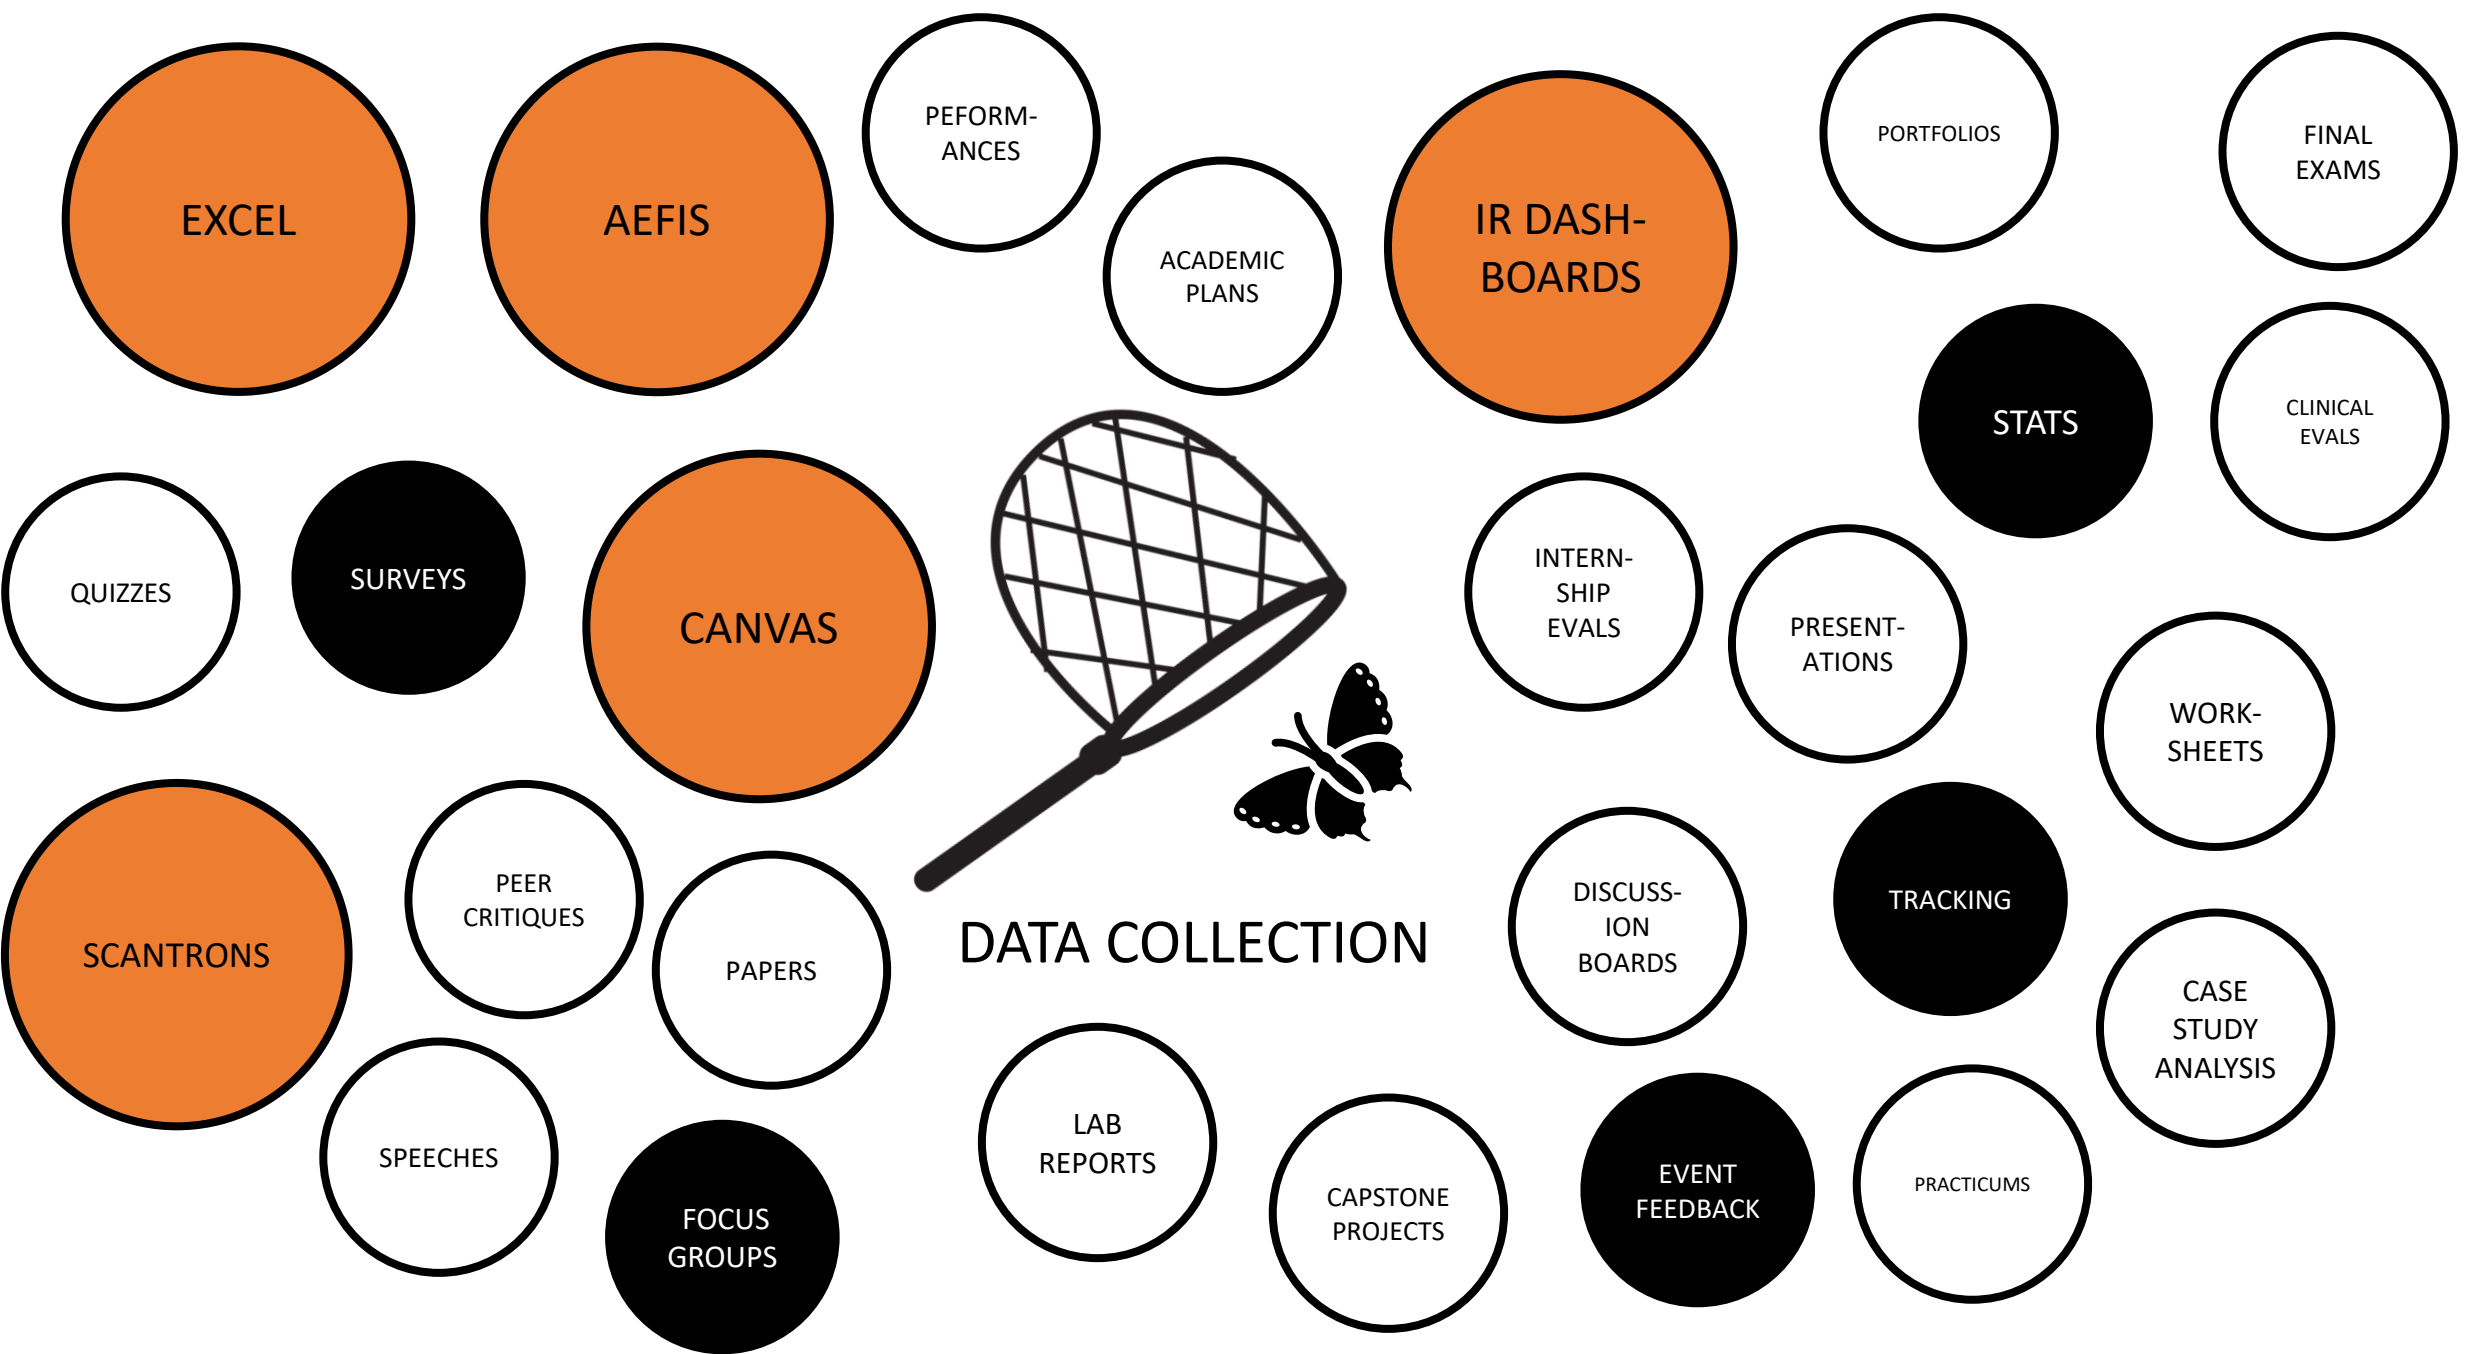 EXCEL
AEFIS
PEFORM-
ANCES
ACADEMIC
PLANS
IR DASH-
BOARDS
PORTFOLIOS
FINAL
EXAMS
STATS
CLINICAL
EVALS
QUIZZES
SURVEYS
CANVAS
INTERN-
SHIP
EVALS
PRESENT-
ATIONS
WORK-
SHEETS
SCANTRONS
PEER
CRITIQUES
PAPERS
DATA COLLECTION
DISCUSS-
ION
BOARDS
TRACKING
CASE
STUDY
ANALYSIS
SPEECHES
FOCUS
GROUPS
LAB
REPORTS
CAPSTONE
PROJECTS
EVENT
FEEDBACK
PRACTICUMS